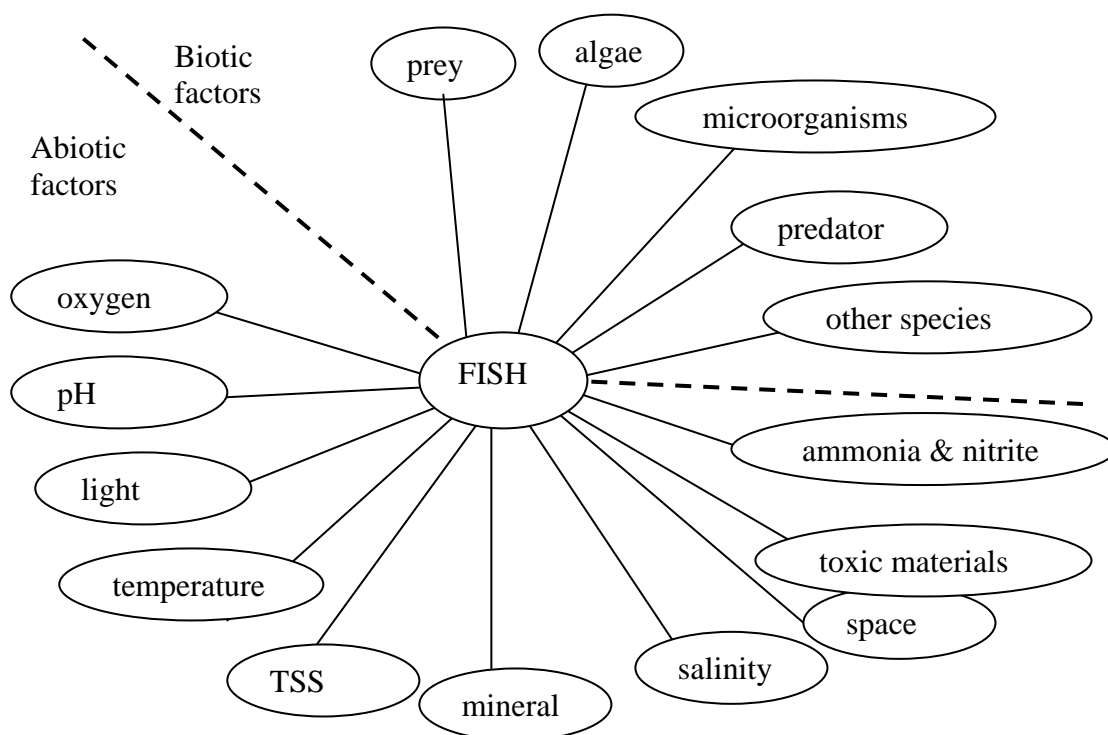 Biotic
factors
Abiotic
factors
prey
algae
microorganisms
predator
other species
oxygen
FISH
pH
ammonia & nitrite
light
toxic materials
temperature
space
TSS
salinity
mineral